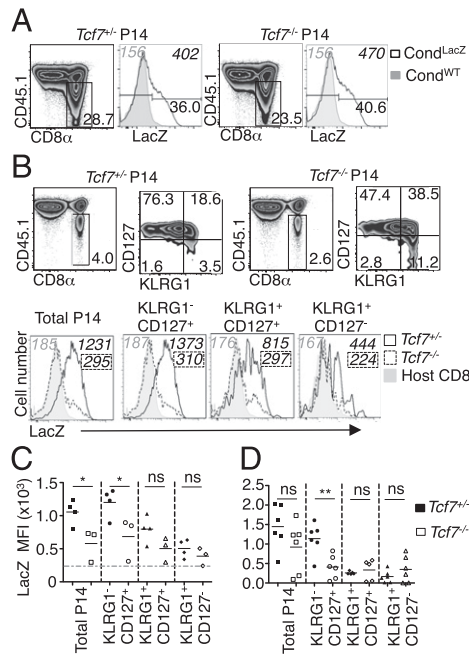 A
Tcf7+/- P14
Tcf7-/- P14
156 402
36.0
28.7
156 470
40.6
23.5
CD45.1
CD8α
LacZ
CD45.1
CD8α
LacZ
CondLacZ
CondWT
B
Tcf7+/- P14
Tcf7-/- P14
CD45.1
4.0
CD8α
CD127
76.3 18.6
1.6 3.5
KLRG1
CD45.1
2.6
CD8α
CD127
47.4 38.5
2.8 11.2
KLRG1
Total P14
KLRG1- CD127+
KLRG1+ CD127+
KLRG1+ CD127-
Cell number
185 1231
295
187 1373
310
176 815
297
167 444
224
LacZ
Tcf7+/-
Tcf7-/-
Host CD8
C
LacZ MFI (x10³)
1.5
1.0
0.5
0
* * ns ns
Total P14
KLRG1- CD127+
KLRG1+ CD127+
KLRG1+ CD127-
D
2.5
2.0
1.5
1.0
0.5
0.0
ns ** ns ns
Total P14
KLRG1- CD127+
KLRG1+ CD127+
KLRG1+ CD127-
Tcf7+/-
Tcf7-/-